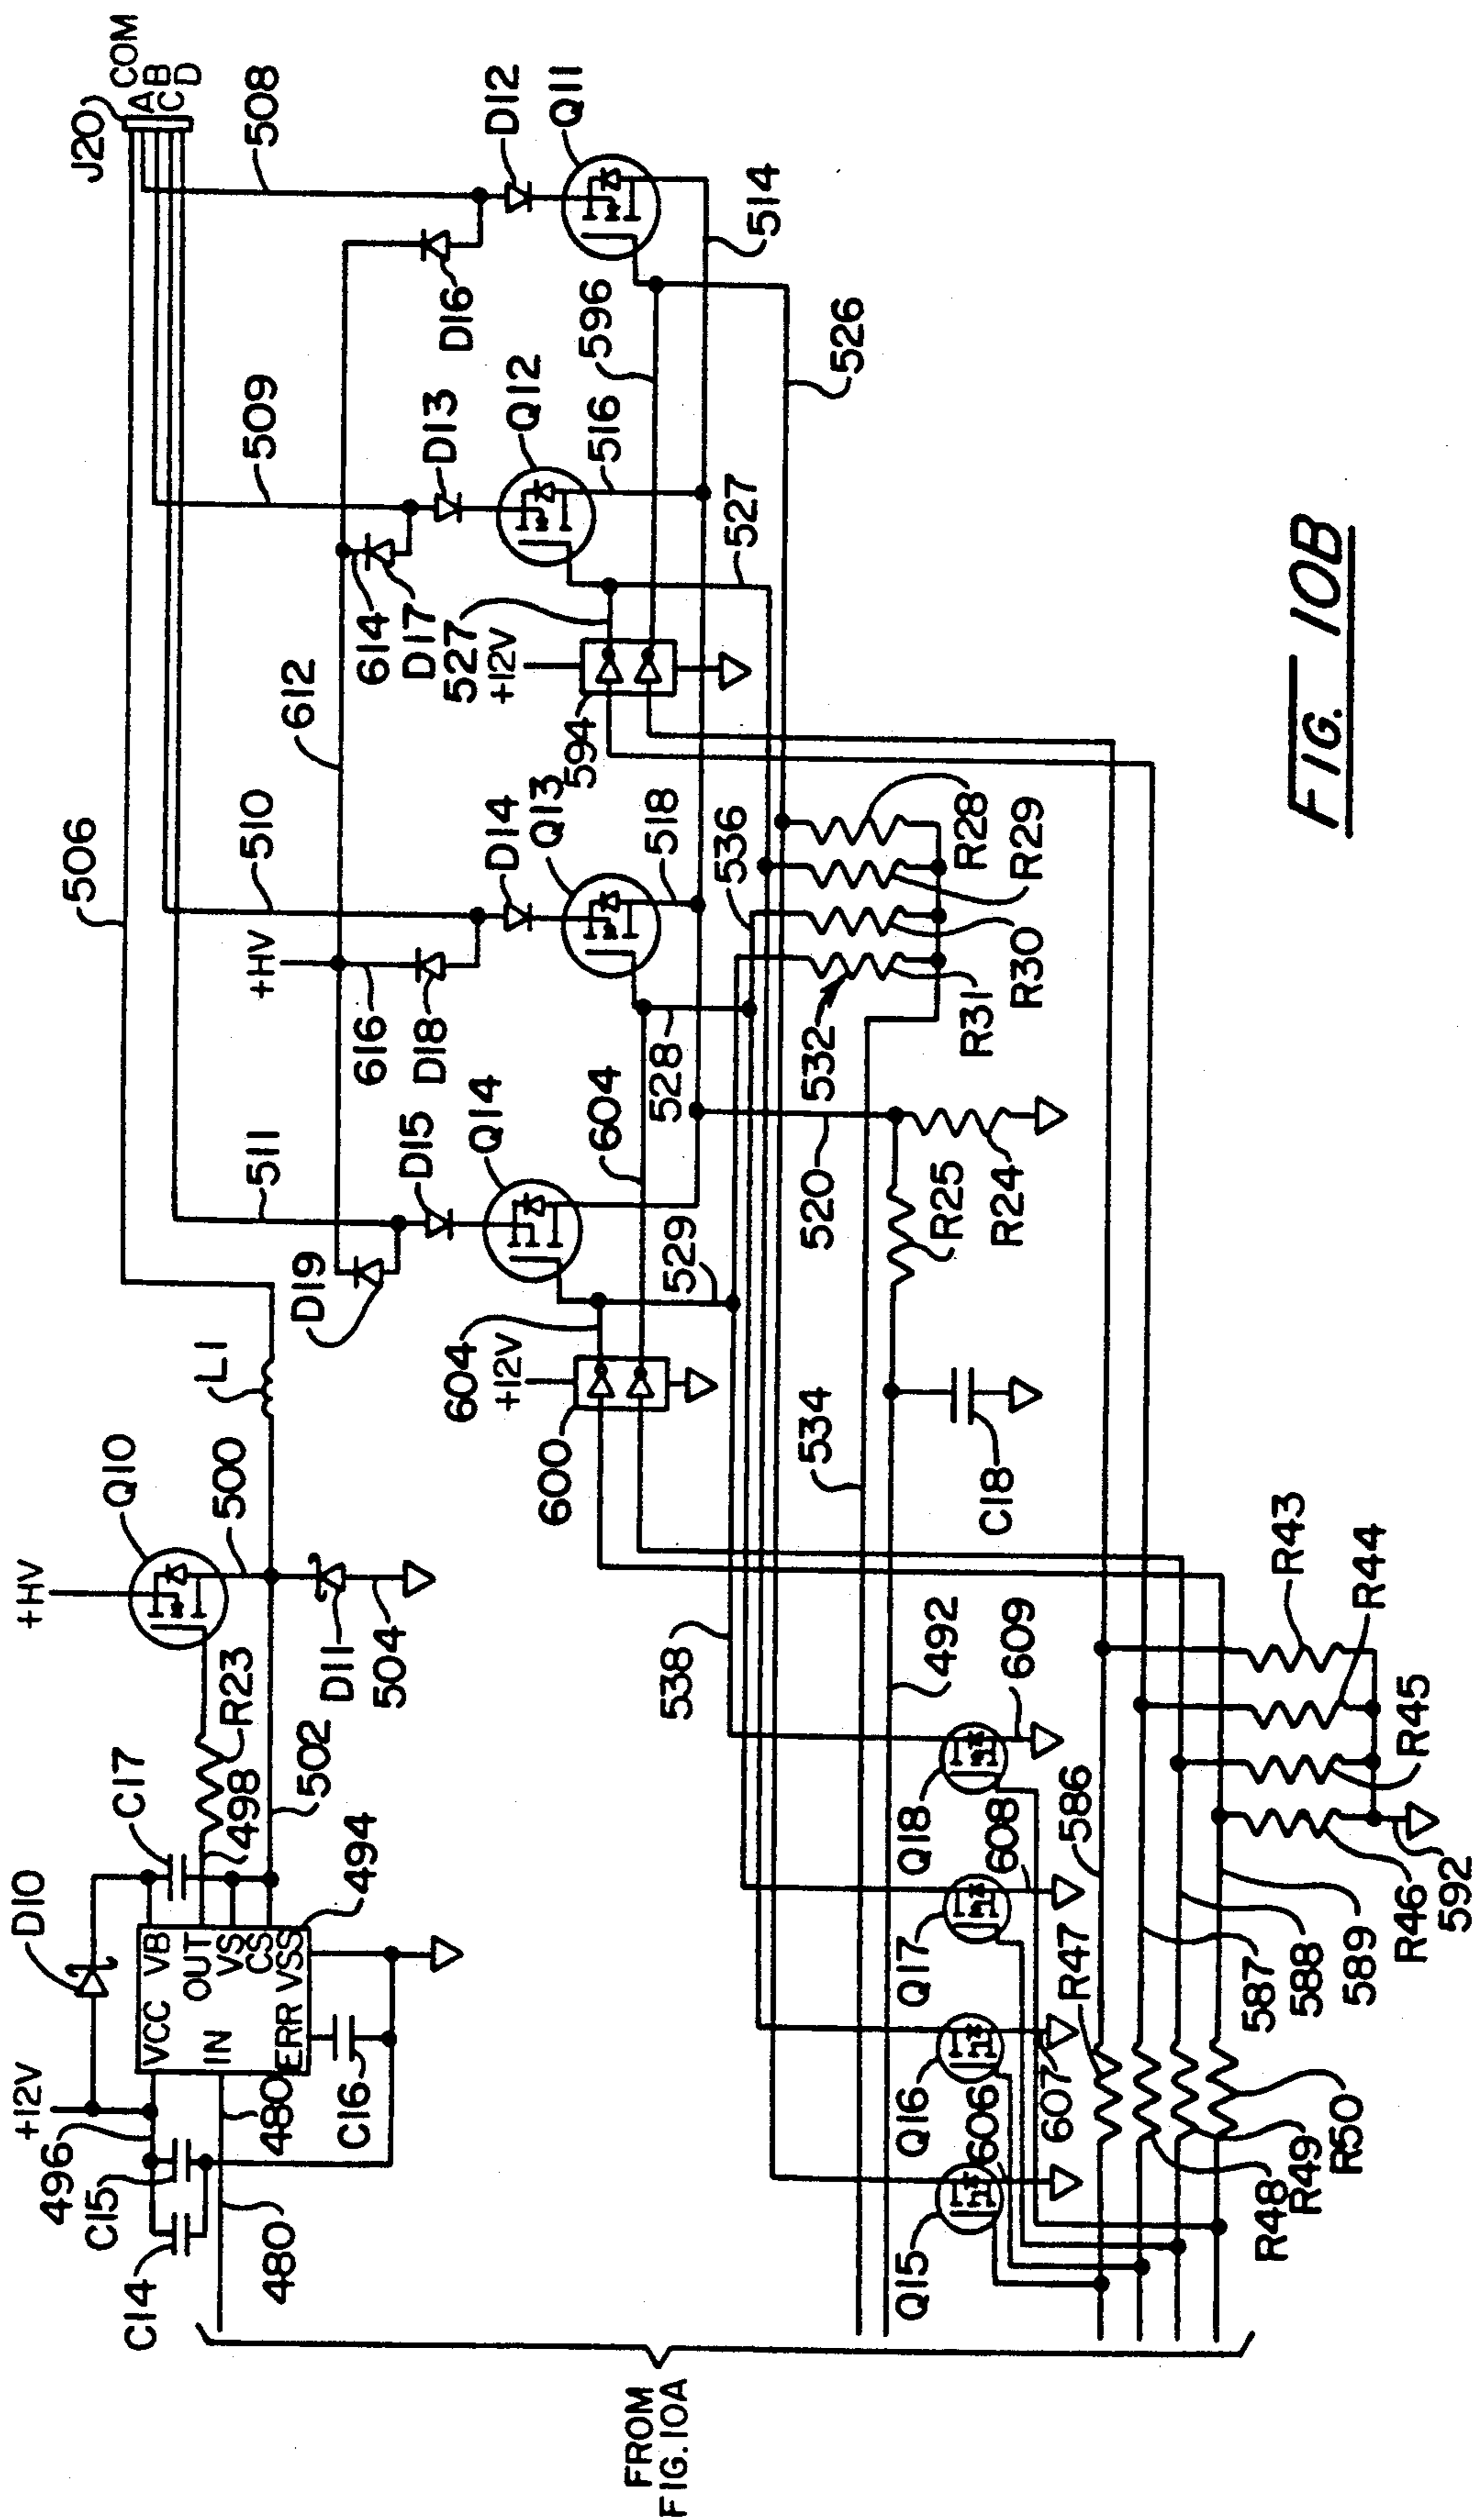 +12V
D10
496
C15
C14
480
480
VCC VB
OUT
IN
VS
CS
ERR VSS
C16
C17
498
R23
494
502
+HV
Q10
500
D11
504
L1
506
J20
COM
A
B
C
D
511
510
509
508
612
+HV
D19
D15
Q14
616
D18
D14
Q13
614
D17
D13
Q12
D16
D12
Q11
604
+12V
600
604
529
528
518
527
+12V
594
596
516
514
527
526
536
538
534
520
532
R25
R24
R31
R30
R29
R28
C18
492
609
Q18
608
Q17
607
Q16
606
Q15
R47
586
587
588
589
R48
R49
R50
R43
R44
R45
R46
592
FROM
FIG. 10A
FIG. 10B